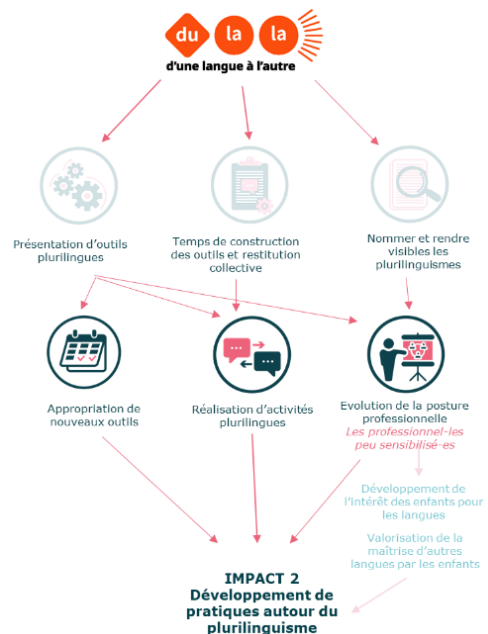 du la la
d'une langue à l'autre
Présentation d'outils
plurilingues
Temps de construction
des outils et restitution
collective
Nommer et rendre
visibles les
plurilinguismes
Appropriation de
nouveaux outils
Réalisation d'activités
plurilingues
Evolution de la posture
professionnelle
Les professionnel-les
peu sensibilisé-es
Développement de
l'intérêt des enfants pour
les langues
Valorisation de la
maîtrise d'autres
langues par les enfants
IMPACT 2
Développement de
pratiques autour du
plurilinguisme